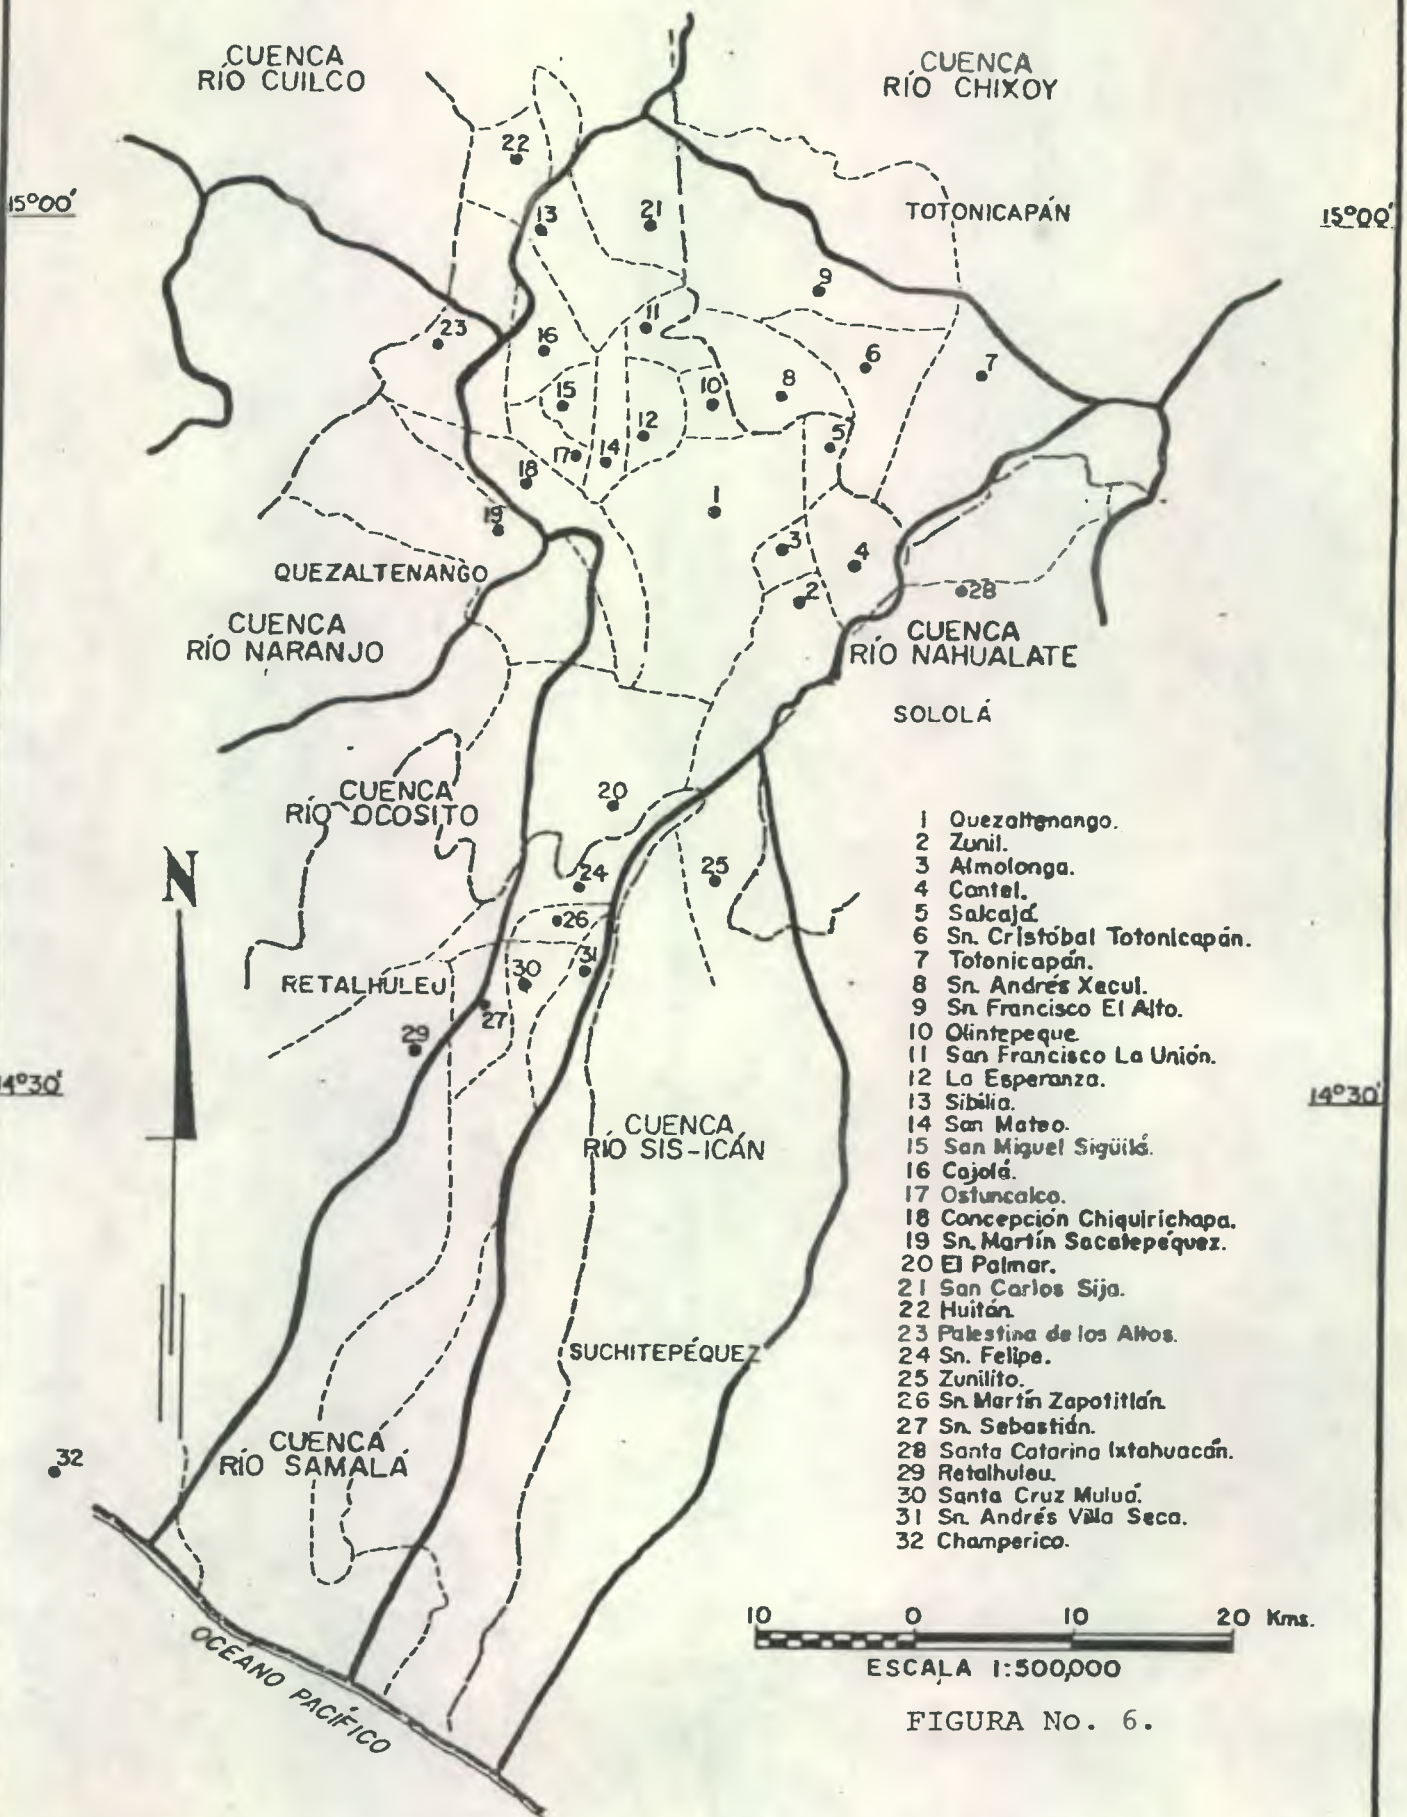 CUENCA
RÍO CUILCO
CUENCA
RÍO CHIXOY
22
15°00'
13
21
TOTONICAPÁN
15°00'
9
23
11
16
6
7
15
10
8
12
5
17
14
18
1
19
3
4
QUEZALTENANGO
2
28
CUENCA
RÍO NARANJO
CUENCA
RÍO NAHUALATE
SOLOLÁ
CUENCA
RÍO OCOSITO
20
N
24
25
26
31
30
RETALHULEU
27
29
14°30'
14°30'
CUENCA
RÍO SIS-ICÁN
SUCHITEPÉQUEZ
CUENCA
RÍO SAMALÁ
32
OCÉANO PACÍFICO
1 Quezaltenango.
2 Zunil.
3 Almolonga.
4 Cantel.
5 Salcajá
6 Sn. Cristóbal Totonicapán.
7 Totonicapán.
8 Sn. Andrés Xecul.
9 Sn. Francisco El Alto.
10 Olintepeque
11 San Francisco La Unión.
12 La Esperanza.
13 Sibilia.
14 San Mateo.
15 San Miguel Sigüilá.
16 Cajolá.
17 Ostuncalco.
18 Concepción Chiquirichapa.
19 Sn. Martín Sacatepéquez.
20 El Palmar.
21 San Carlos Sija.
22 Huitán
23 Palestina de los Altos.
24 Sn. Felipe.
25 Zunilito.
26 Sn. Martín Zapotitlán
27 Sn. Sebastián.
28 Santa Catarina Ixtahuacán.
29 Retalhuleu.
30 Santa Cruz Muluá.
31 Sn. Andrés Villa Seca.
32 Champerico.
10 0 10 20 Kms.
ESCALA 1:500,000
FIGURA No. 6.